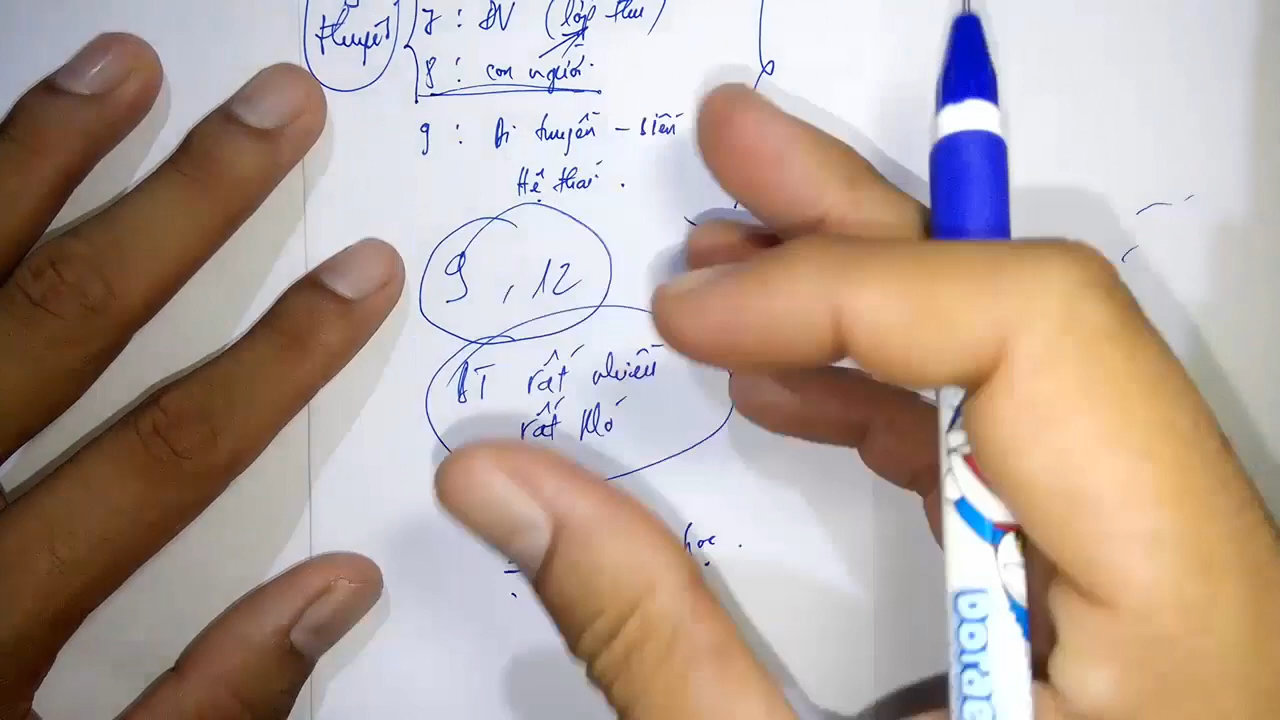 thuyết
7 : ĐV (lớp thú)
8 : con người.
9 : Di truyền - Biến
Hệ thái.
9, 12
BT rất nhiều
rất khó
học.